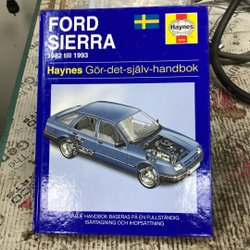 FORD
SIERRA
1982 till 1993
Haynes
Haynes Gör-det-själv-handbok
VARJE HANDBOK BASERAS PÅ EN FULLSTÄNDIG
ISÄRTAGNING OCH IHOPSÄTTNING